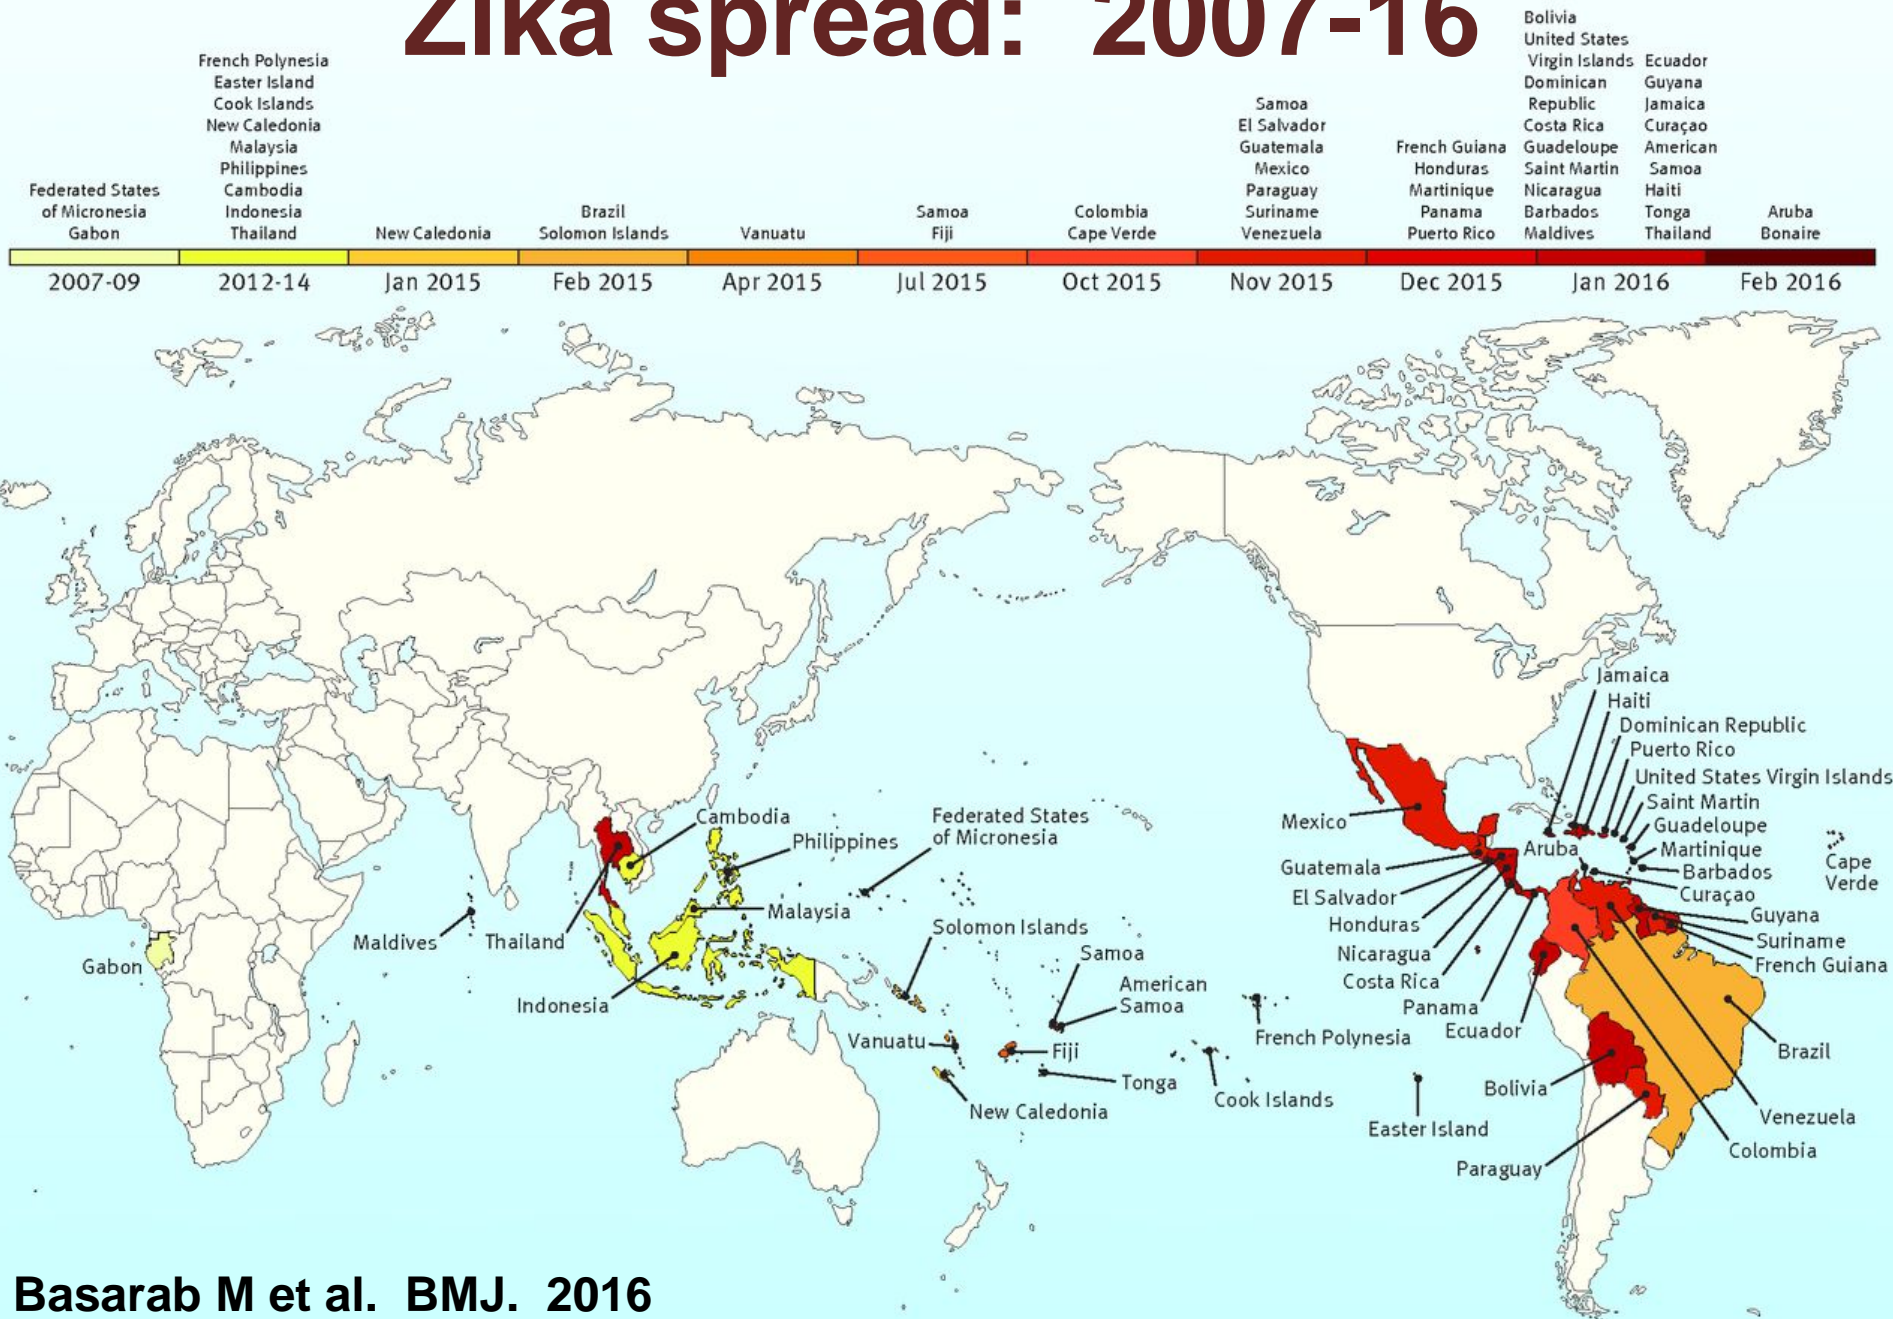 Zika spread: 2007-16
Federated States
of Micronesia
Gabon
French Polynesia
Easter Island
Cook Islands
New Caledonia
Malaysia
Philippines
Cambodia
Indonesia
Thailand
New Caledonia
Brazil
Solomon Islands
Vanuatu
Samoa
Fiji
Colombia
Cape Verde
Samoa
El Salvador
Guatemala
Mexico
Paraguay
Suriname
Venezuela
French Guiana
Honduras
Martinique
Panama
Puerto Rico
Bolivia
United States
Virgin Islands
Dominican
Republic
Costa Rica
Guadeloupe
Saint Martin
Nicaragua
Barbados
Maldives
Ecuador
Guyana
Jamaica
Curaçao
American
Samoa
Haiti
Tonga
Thailand
Aruba
Bonaire
2007-09
2012-14
Jan 2015
Feb 2015
Apr 2015
Jul 2015
Oct 2015
Nov 2015
Dec 2015
Jan 2016
Feb 2016
Jamaica
Haiti
Dominican Republic
Puerto Rico
United States Virgin Islands
Saint Martin
Guadeloupe
Martinique
Barbados
Curaçao
Aruba
Cape
Verde
Mexico
Guatemala
El Salvador
Honduras
Nicaragua
Costa Rica
Panama
Ecuador
Guyana
Suriname
French Guiana
Cambodia
Philippines
Federated States
of Micronesia
Malaysia
Maldives
Thailand
Gabon
Indonesia
Solomon Islands
Samoa
American
Samoa
Vanuatu
Fiji
Tonga
New Caledonia
French Polynesia
Cook Islands
Easter Island
Bolivia
Paraguay
Brazil
Venezuela
Colombia
Basarab M et al. BMJ. 2016